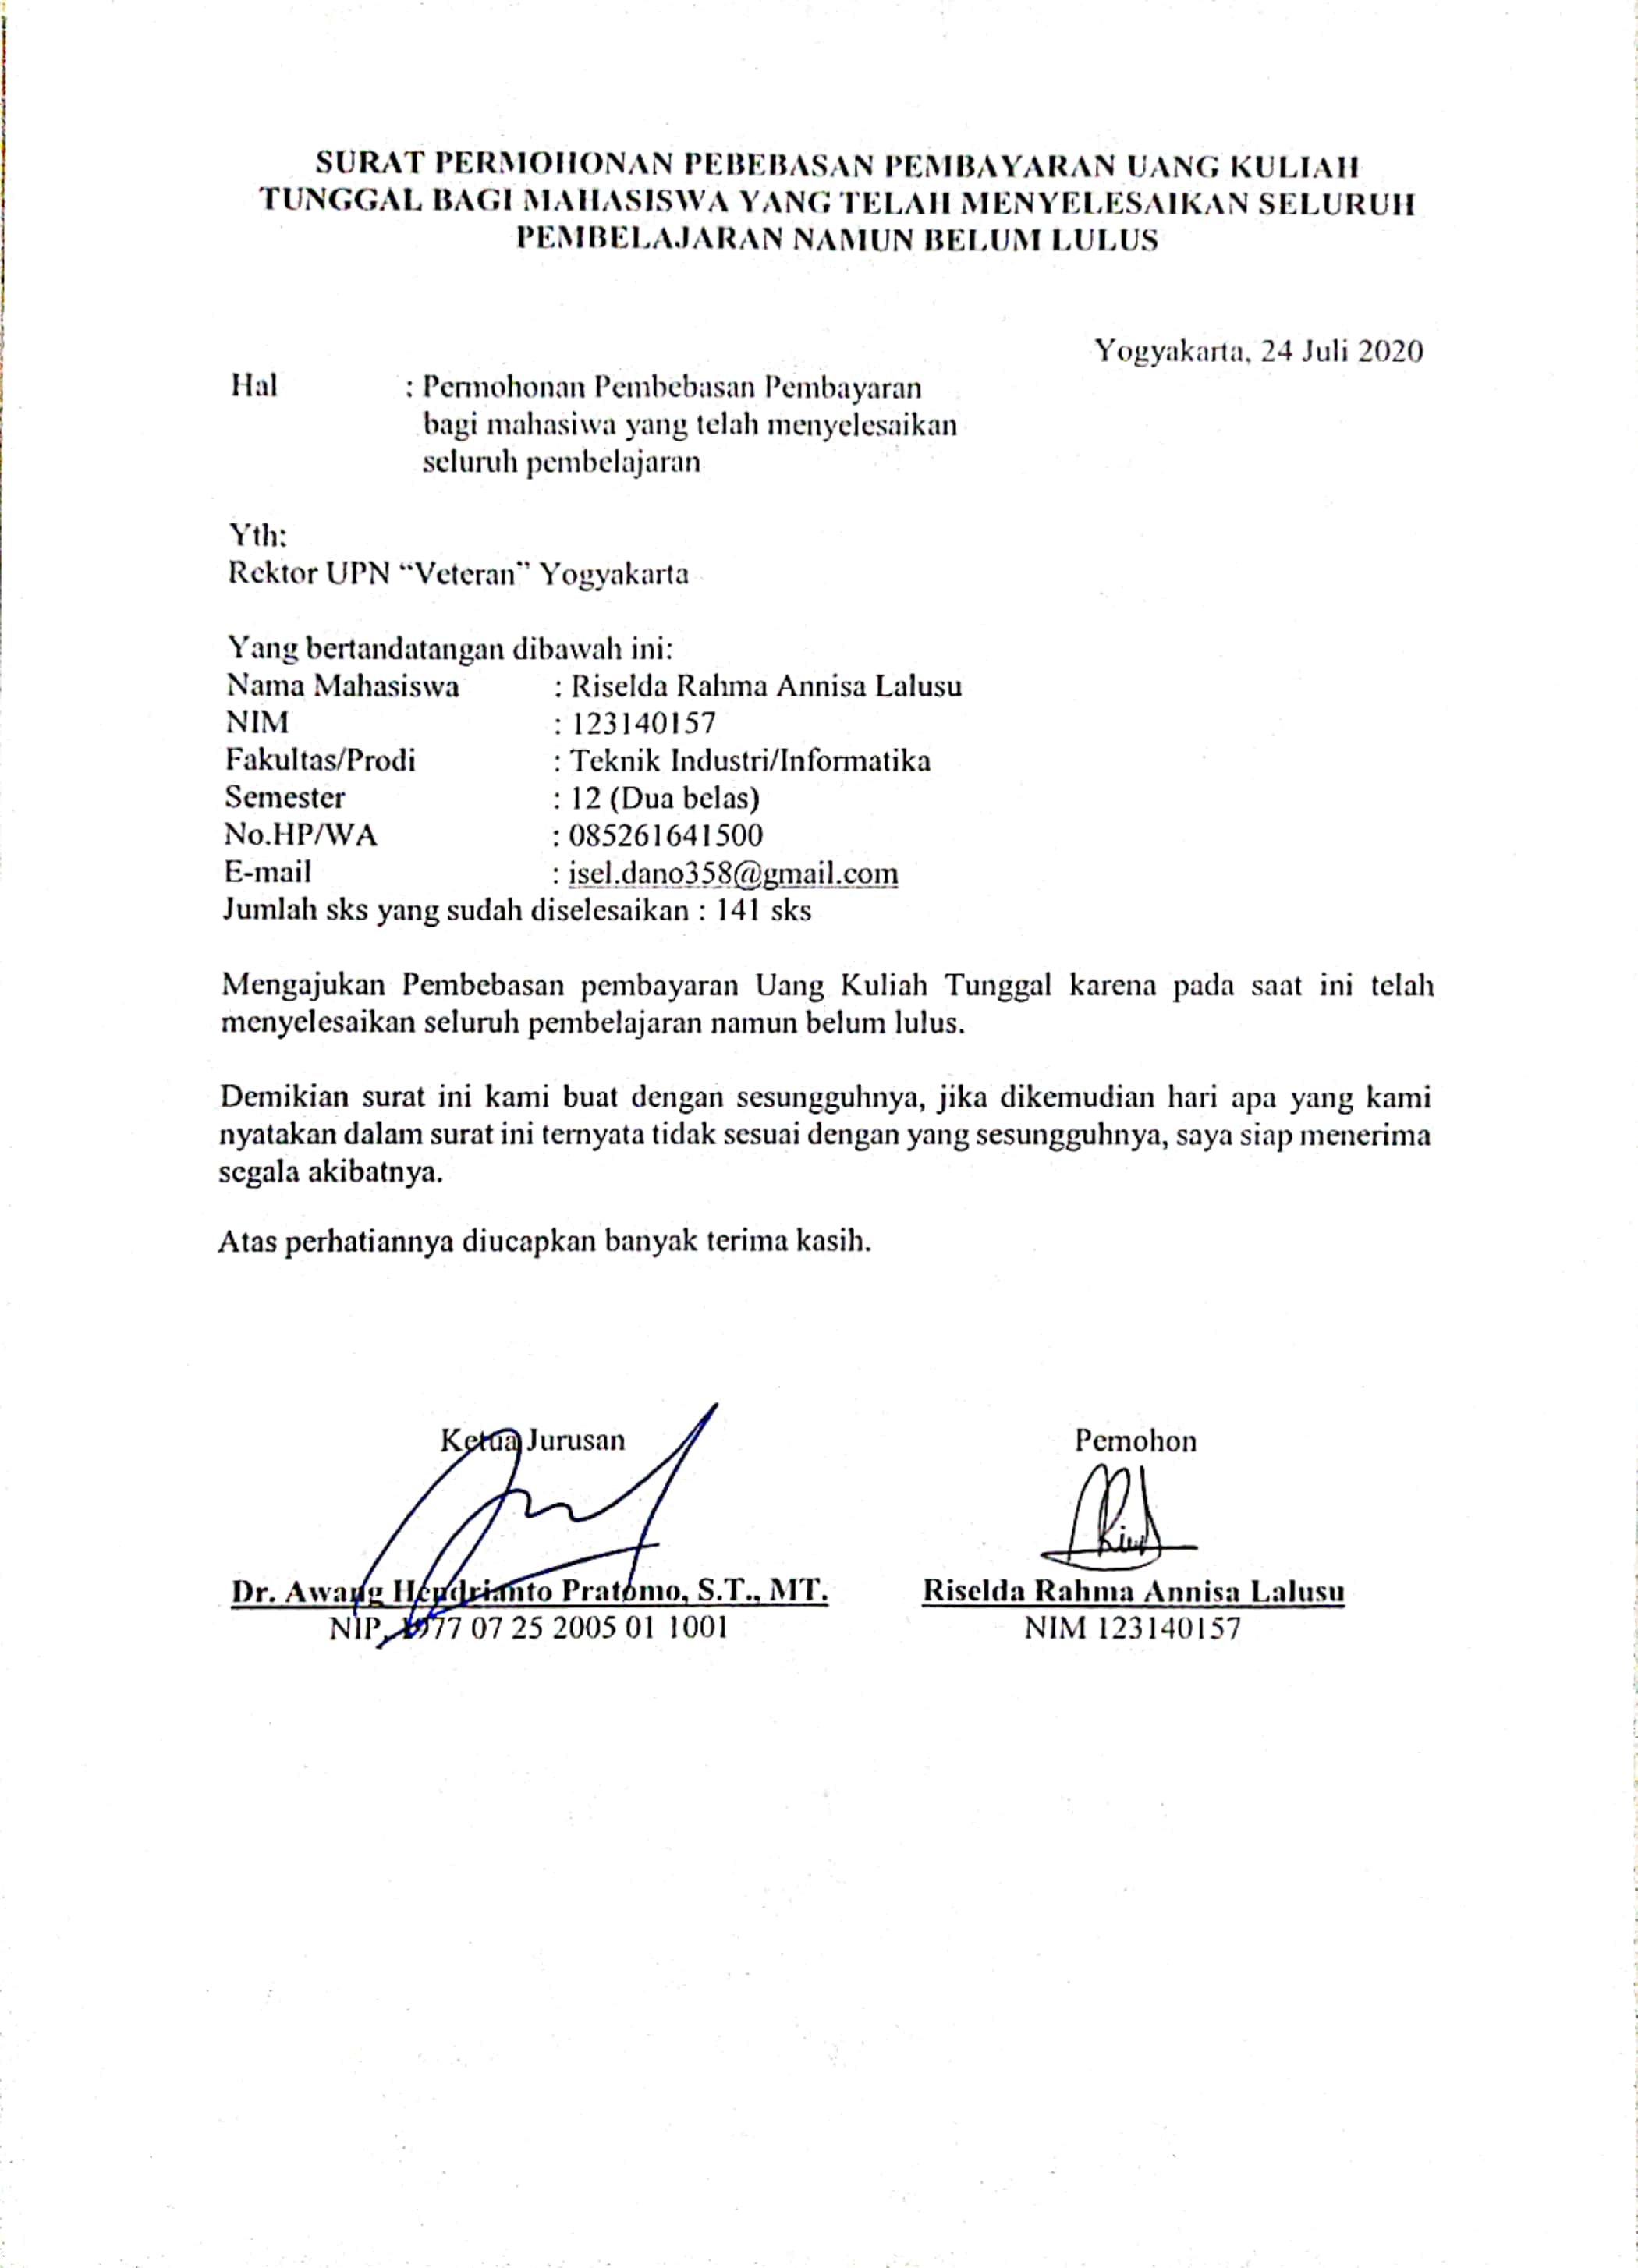 SURAT PERMOHONAN PEBEBASAN PEMBAYARAN UANG KULIAH
TUNGGAL BAGI MAHASISWA YANG TELAH MENYELESAIKAN SELURUH
PEMBELAJARAN NAMUN BELUM LULUS
Yogyakarta, 24 Juli 2020
Hal : Permohonan Pembebasan Pembayaran
bagi mahasiwa yang telah menyelesaikan
seluruh pembelajaran
Yth:
Rektor UPN “Veteran” Yogyakarta
Yang bertandatangan dibawah ini:
Nama Mahasiswa : Riselda Rahma Annisa Lalusu
NIM : 123140157
Fakultas/Prodi : Teknik Industri/Informatika
Semester : 12 (Dua belas)
No.HP/WA : 085261641500
E-mail : isel.dano358@gmail.com
Jumlah sks yang sudah diselesaikan : 141 sks
Mengajukan Pembebasan pembayaran Uang Kuliah Tunggal karena pada saat ini telah
menyelesaikan seluruh pembelajaran namun belum lulus.
Demikian surat ini kami buat dengan sesungguhnya, jika dikemudian hari apa yang kami
nyatakan dalam surat ini ternyata tidak sesuai dengan yang sesungguhnya, saya siap menerima
segala akibatnya.
Atas perhatiannya diucapkan banyak terima kasih.
Ketua Jurusan Pemohon
Dr. Awang Hendrianto Pratomo, S.T., MT. Riselda Rahma Annisa Lalusu
NIP. 1977 07 25 2005 01 1001 NIM 123140157